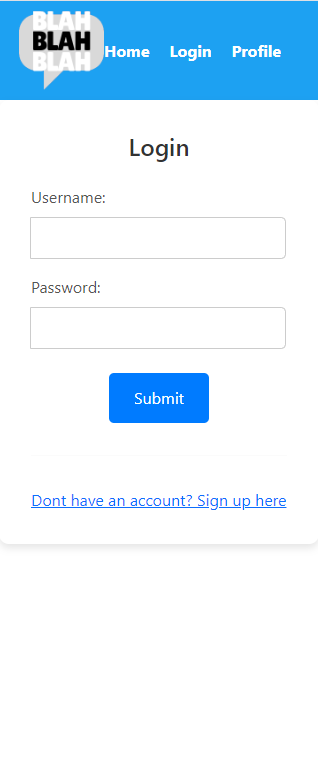 BLAH
BLAH
BLAH
Home Login Profile
Login
Username:
Password:
Submit
Dont have an account? Sign up here